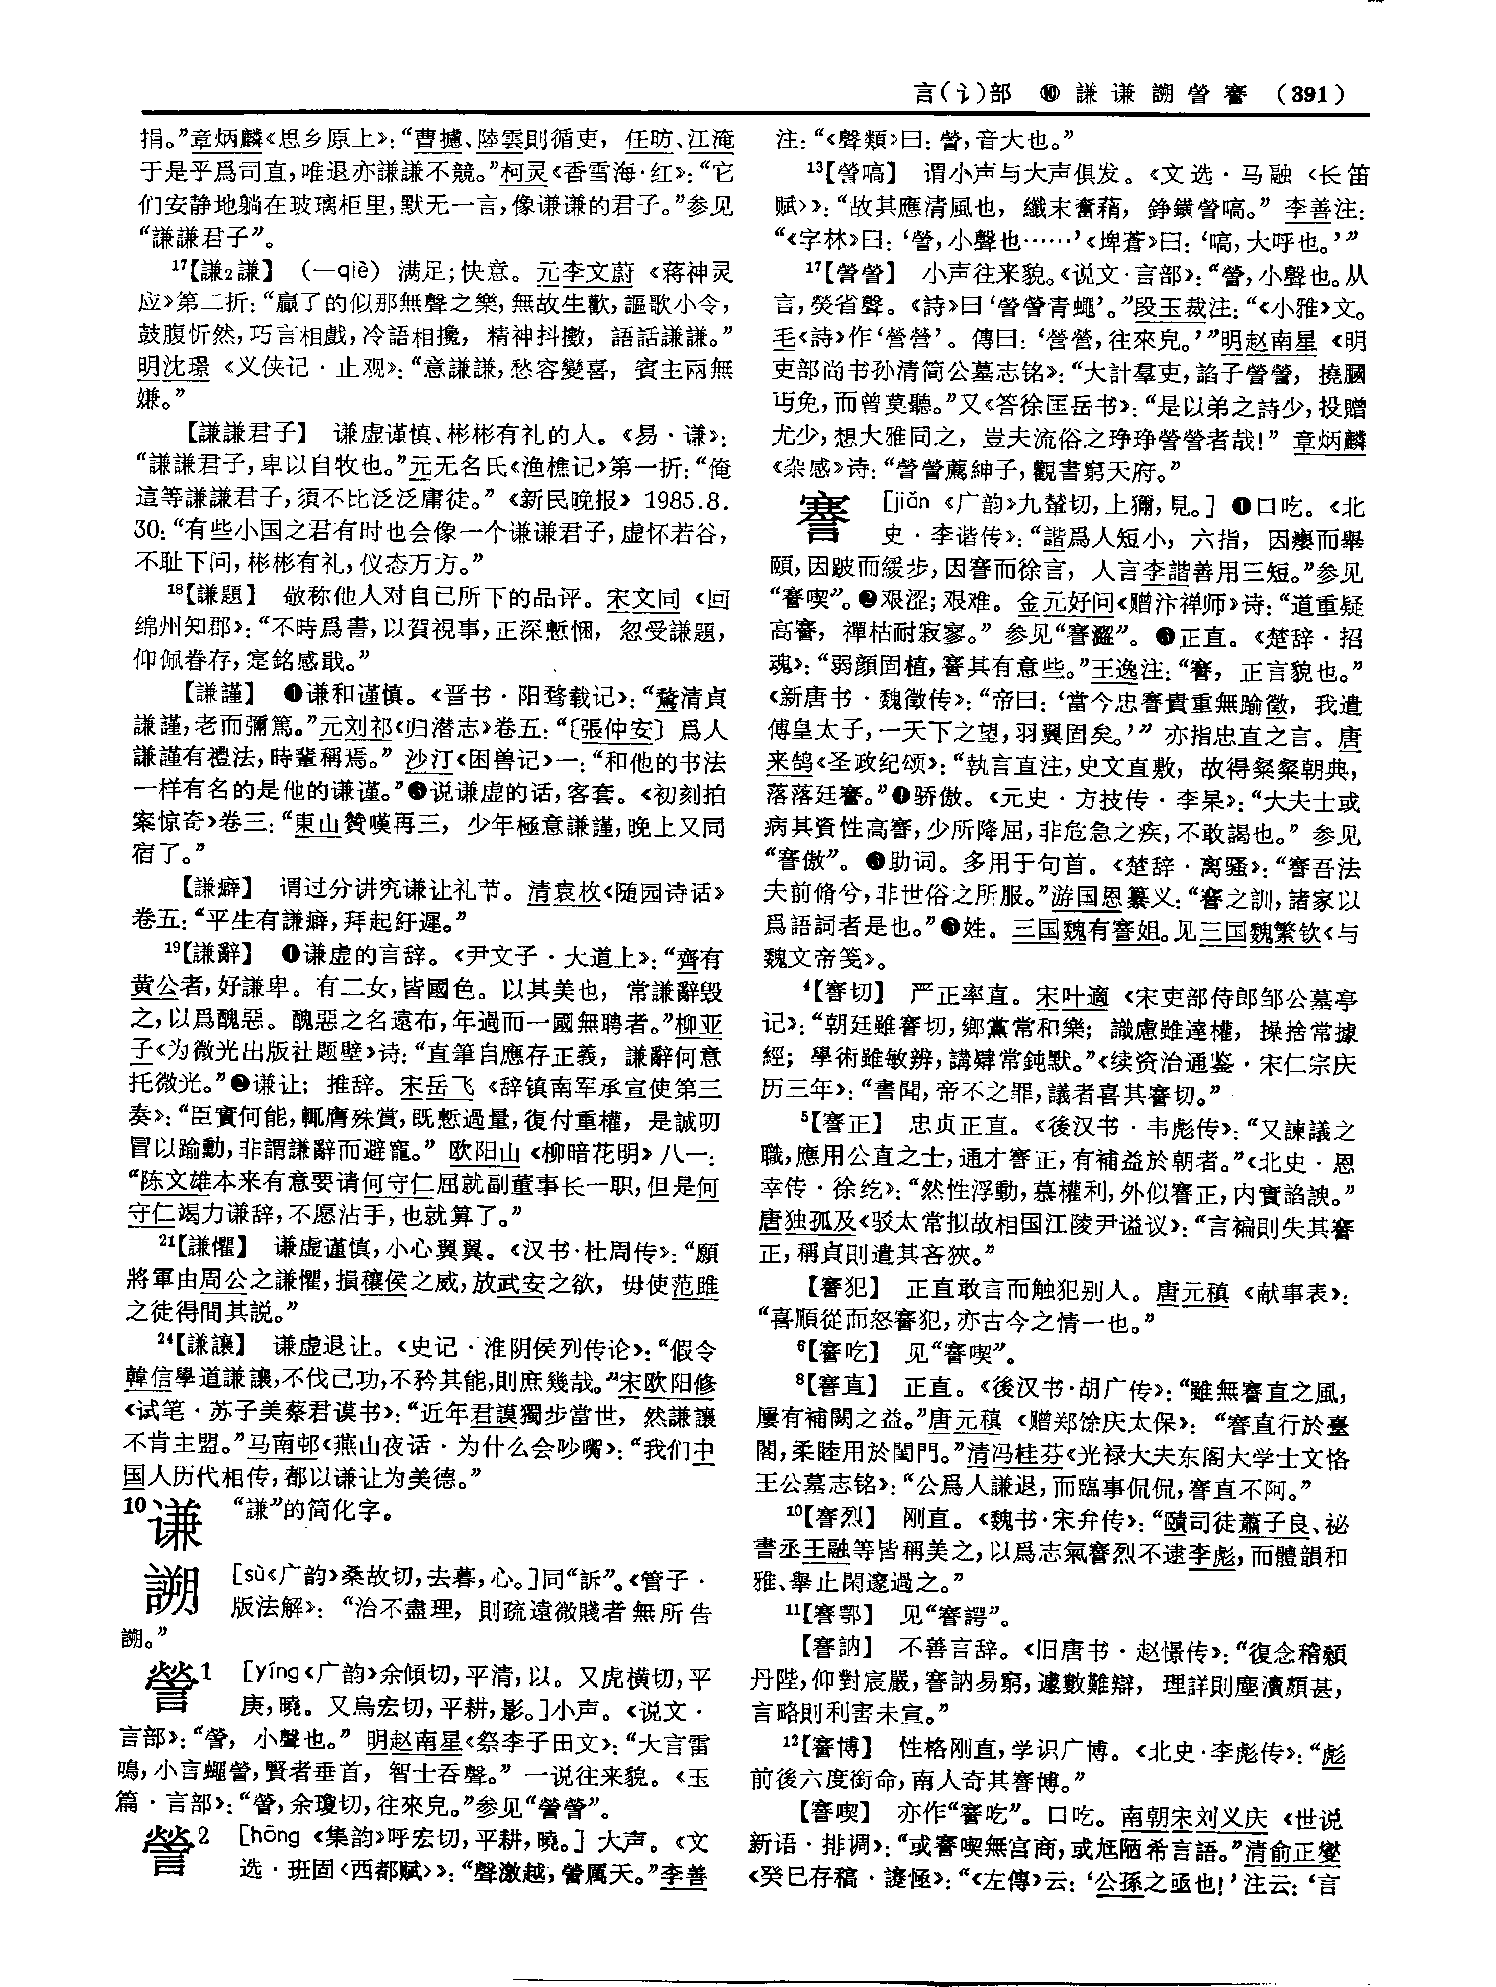 言(讠)部 ⑩ 謙谦謝謍謇 (391)
捐。”章炳麟《思乡原上》：“曹攄、陸雲則循吏，任昉、江淹
于是乎爲司直，唯退亦謙謙不競。”柯灵《香雪海·红》：“它
们安静地躺在玻璃柜里，默无一言，像谦谦的君子。”参见
“謙謙君子”。
17【謙₂謙】 （—qiè） 满足；快意。元李文蔚《蒋神灵
应》第二折：“贏了的似那無聲之樂，無故生歡，謳歌小令，
鼓腹忻然，巧言相戲，冷語相攙，精神抖擻，語話謙謙。”
明沈璟《义侠记·止观》：“意謙謙，愁容變喜，賓主兩無
嫌。”
【謙謙君子】 谦虚谨慎、彬彬有礼的人。《易·谦》：
“謙謙君子，卑以自牧也。”元无名氏《渔樵记》第一折：“俺
這等謙謙君子，須不比泛泛庸徒。”《新民晚报》1985.8.
30：“有些小国之君有时也会像一个谦谦君子，虚怀若谷，
不耻下问，彬彬有礼，仪态万方。”
18【謙題】 敬称他人对自己所下的品评。宋文同《回
绵州知郡》：“不時爲書，以賀視事，正深慙悃，忽受謙題，
仰佩眷存，寔銘感戢。”
【謙謹】 ❶谦和谨慎。《晋书·阳骛载记》：“騖清貞
謙謹，老而彌篤。”元刘祁《归潜志》卷五：“〔張仲安〕爲人
謙謹有禮法，時輩稱焉。”沙汀《困兽记》一：“和他的书法
一样有名的是他的谦谨。”❷说谦虚的话，客套。《初刻拍
案惊奇》卷三：“東山贊嘆再三，少年極意謙謹，晚上又同
宿了。”
【謙癖】 谓过分讲究谦让礼节。清袁枚《随园诗话》
卷五：“平生有謙癖，拜起紆遲。”
19【謙辭】 ❶谦虚的言辞。《尹文子·大道上》：“齊有
黄公者，好謙卑。有二女，皆國色。以其美也，常謙辭毁
之，以爲醜惡。醜惡之名遠布，年過而一國無聘者。”柳亚
子《为微光出版社题壁》诗：“直筆自應存正義，謙辭何意
托微光。”❷谦让；推辞。宋岳飞《辞镇南军承宣使第三
奏》：“臣實何能，輒膺殊賞，既慙過量，復付重權，是誠叨
冒以踰勳，非謂謙辭而避寵。”欧阳山《柳暗花明》八一：
“陈文雄本来有意要请何守仁屈就副董事长一职，但是何
守仁竭力谦辞，不愿沾手，也就算了。”
21【謙懼】 谦虚谨慎，小心翼翼。《汉书·杜周传》：“願
將軍由周公之謙懼，損穰侯之威，放武安之欲，毋使范雎
之徒得間其説。”
24【謙讓】 谦虚退让。《史记·淮阴侯列传论》：“假令
韓信學道謙讓，不伐己功，不矜其能，則庶幾哉。”宋欧阳修
《试笔·苏子美蔡君谟书》：“近年君謨獨步當世，然謙讓
不肯主盟。”马南邨《燕山夜话·为什么会吵嘴》：“我们中
国人历代相传，都以谦让为美德。”
10谦 “謙”的简化字。
謝 [sù《广韵》桑故切，去暮，心。]同“訴”。《管子·
版法解》：“治不盡理，則疏遠微賤者無所告
謝。”
謍1 [yíng《广韵》余傾切，平清，以。又虎横切，平
庚，曉。又烏宏切，平耕，影。]小声。《说文·
言部》：“謍，小聲也。”明赵南星《祭李子田文》：“大言雷
鳴，小言蠅謍，賢者垂首，智士吞聲。”一说往来貌。《玉
篇·言部》：“謍，余瓊切，往來皃。”参见“謍謍”。
謍2 [hōng《集韵》呼宏切，平耕，曉。]大声。《文
选·班固〈西都赋〉》：“聲激越，謍厲天。”李善
注：“《聲類》曰：謍，音大也。”
13【謍嗃】 谓小声与大声俱发。《文选·马融〈长笛
赋〉》：“故其應清風也，纖末奮蕱，錚鐄謍嗃。”李善注：
“《字林》曰：‘謍，小聲也……’《埤蒼》曰：‘嗃，大呼也。’”
17【謍謍】 小声往来貌。《说文·言部》：“謍，小聲也。从
言，熒省聲。《詩》曰‘謍謍青蠅’。”段玉裁注：“《小雅》文。
毛《詩》作‘營營’。傳曰：‘營營，往來皃。’”明赵南星《明
吏部尚书孙清简公墓志铭》：“大計羣吏，諂子謍謍，撓膕
丐免，而曾莫聽。”又《答徐匡岳书》：“是以弟之詩少，投贈
尤少，想大雅同之，豈夫流俗之琤琤謍謍者哉！”章炳麟
《杂感》诗：“謍謍薦紳子，觀書窮天府。”
謇 [jiǎn《广韵》九輦切，上獮，見。] ❶口吃。《北
史·李谐传》：“諧爲人短小，六指，因癭而舉
頤，因跛而緩步，因謇而徐言，人言李諧善用三短。”参见
“謇喫”。❷艰涩；艰难。金元好问《赠汴禅师》诗：“道重疑
高謇，禪枯耐寂寥。”参见“謇澀”。❸正直。《楚辞·招
魂》：“弱顔固植，謇其有意些。”王逸注：“謇，正言貌也。”
《新唐书·魏徵传》：“帝曰：‘當今忠謇貴重無踰徵，我遣
傅皇太子，一天下之望，羽翼固矣。’”亦指忠直之言。唐
来鹄《圣政纪颂》：“執言直注，史文直敷，故得粲粲朝典，
落落廷謇。”❹骄傲。《元史·方技传·李杲》：“大夫士或
病其資性高謇，少所降屈，非危急之疾，不敢謁也。”参见
“謇傲”。❺助词。多用于句首。《楚辞·离骚》：“謇吾法
夫前脩兮，非世俗之所服。”游国恩纂义：“謇之訓，諸家以
爲語詞者是也。”❻姓。三国魏有謇姐。见三国魏繁钦《与
魏文帝笺》。
4【謇切】 严正率直。宋叶適《宋吏部侍郎邹公墓亭
记》：“朝廷雖謇切，鄉黨常和樂；識慮雖達權，操捨常據
經；學術雖敏辨，講肄常鈍默。”《续资治通鉴·宋仁宗庆
历三年》：“書聞，帝不之罪，議者喜其謇切。”
5【謇正】 忠贞正直。《後汉书·韦彪传》：“又諫議之
職，應用公直之士，通才謇正，有補益於朝者。”《北史·恩
幸传·徐纥》：“然性浮動，慕權利，外似謇正，内實諂諛。”
唐独孤及《驳太常拟故相国江陵尹谥议》：“言褊則失其謇
正，稱貞則遺其吝狹。”
【謇犯】 正直敢言而触犯别人。唐元稹《献事表》：
“喜順從而怒謇犯，亦古今之情一也。”
6【謇吃】 见“謇喫”。
8【謇直】 正直。《後汉书·胡广传》：“雖無謇直之風，
屢有補闕之益。”唐元稹《赠郑馀庆太保》：“謇直行於臺
閣，柔睦用於閨門。”清冯桂芬《光禄大夫东阁大学士文恪
王公墓志铭》：“公爲人謙退，而臨事侃侃，謇直不阿。”
10【謇烈】 刚直。《魏书·宋弁传》：“賾司徒蕭子良、祕
書丞王融等皆稱美之，以爲志氣謇烈不逮李彪，而體韻和
雅、舉止閑邃過之。”
11【謇鄂】 见“謇諤”。
【謇訥】 不善言辞。《旧唐书·赵憬传》：“復念稽顙
丹陛，仰對宸嚴，謇訥易窮，遽數難辯，理詳則塵瀆頗甚，
言略則利害未宣。”
12【謇博】 性格刚直，学识广博。《北史·李彪传》：“彪
前後六度銜命，南人奇其謇博。”
【謇喫】 亦作“謇吃”。口吃。南朝宋刘义庆《世说
新语·排调》：“或謇喫無宫商，或尫陋希言語。”清俞正燮
《癸巳存稿·謰㥛》：“《左傳》云：‘公孫之亟也！’注云：‘言